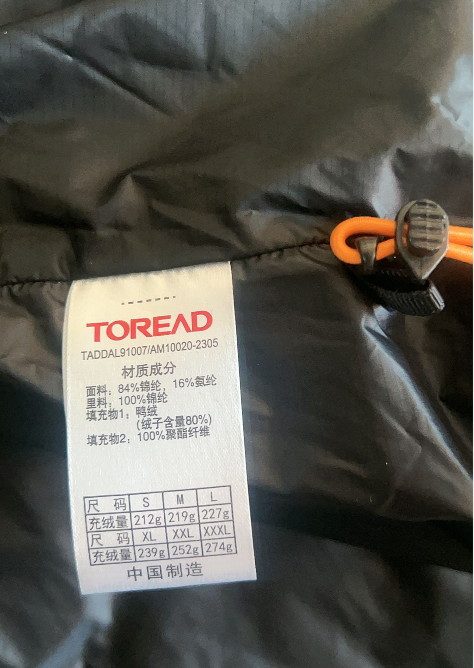 TOREAD
TADDAL91007/AM10020-2305
材质成分
面料：84%锦纶，16%氨纶
里料：100%锦纶
填充物1：鸭绒
(绒子含量80%)
填充物2：100%聚酯纤维
尺 码 S M L
充绒量 212g 219g 227g
尺 码 XL XXL XXXL
充绒量 239g 252g 274g
中国制造